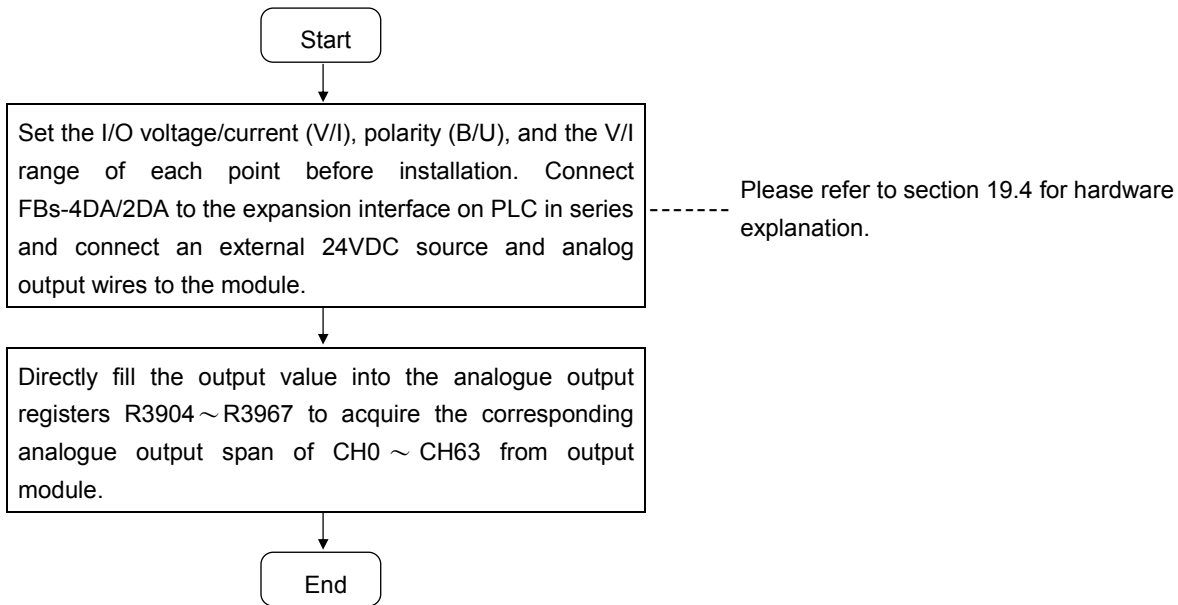 Start
Set the I/O voltage/current (V/I), polarity (B/U), and the V/I
range of each point before installation. Connect
FBs-4DA/2DA to the expansion interface on PLC in series
and connect an external 24VDC source and analog
output wires to the module.
Please refer to section 19.4 for hardware
explanation.
Directly fill the output value into the analogue output
registers R3904～R3967 to acquire the corresponding
analogue output span of CH0 ～ CH63 from output
module.
End